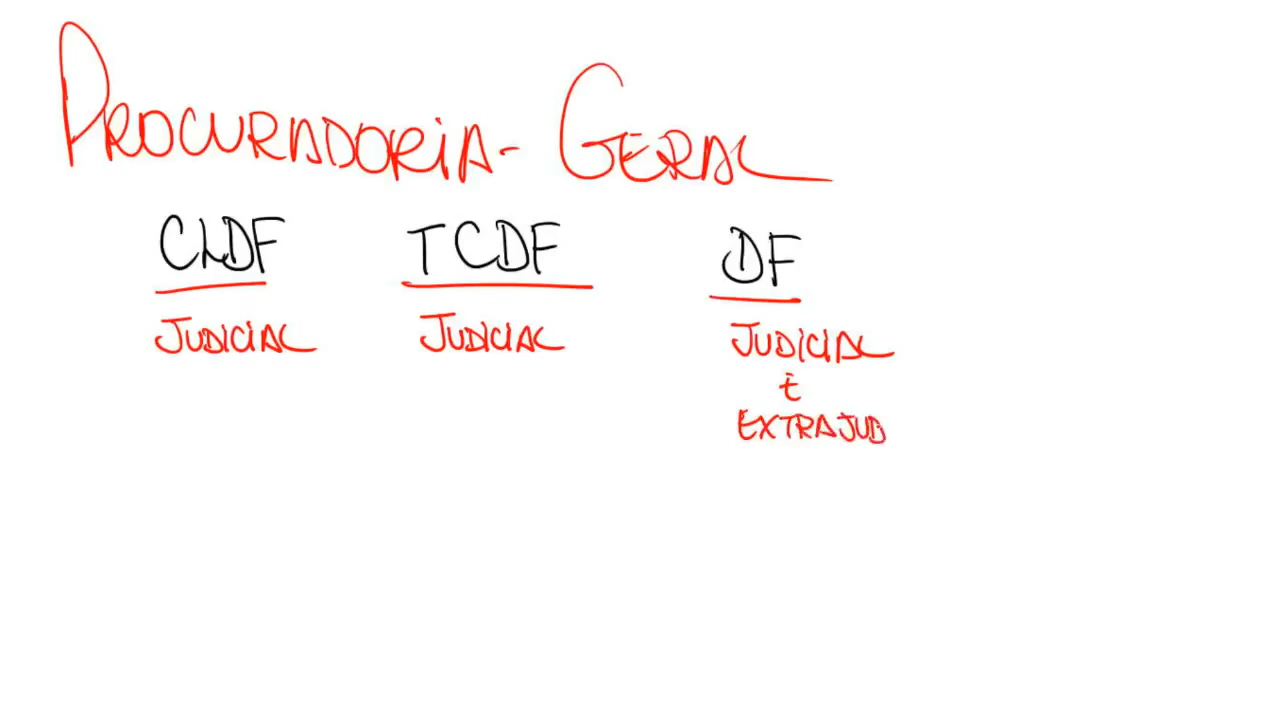 PROCURADORIA-GERAL
CLDF TCDF DF
JUDICIAL JUDICIAL JUDICIAL
E
EXTRAJUD